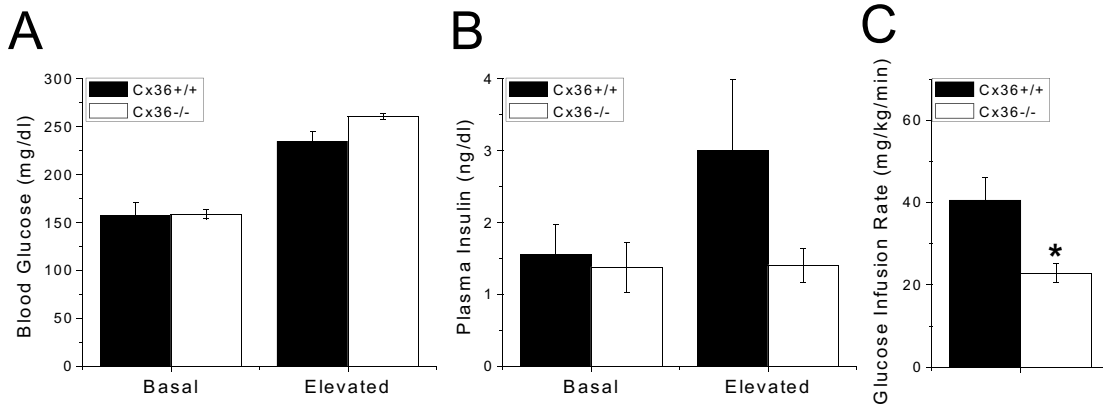 A
Blood Glucose (mg/dl)
300
250
200
150
100
50
0
Cx36+/+
Cx36-/-
Basal
Elevated
B
Plasma Insulin (ng/dl)
4
3
2
1
0
Cx36+/+
Cx36-/-
Basal
Elevated
C
Glucose Infusion Rate (mg/kg/min)
60
40
20
0
Cx36+/+
Cx36-/-
*